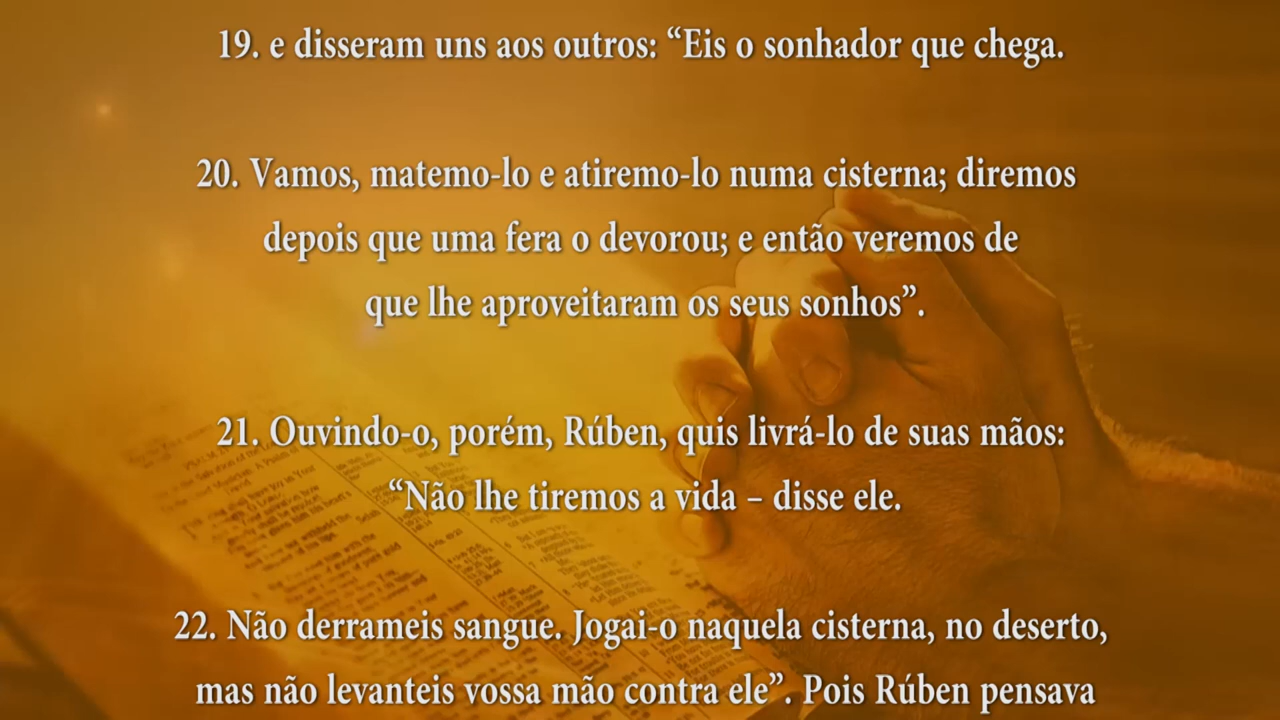 19. e disseram uns aos outros: “Eis o sonhador que chega.
20. Vamos, matemo-lo e atiremo-lo numa cisterna; diremos
depois que uma fera o devorou; e então veremos de
que lhe aproveitaram os seus sonhos”.
21. Ouvindo-o, porém, Rúben, quis livrá-lo de suas mãos:
“Não lhe tiremos a vida – disse ele.
22. Não derrameis sangue. Jogai-o naquela cisterna, no deserto,
mas não levanteis vossa mão contra ele”. Pois Rúben pensava